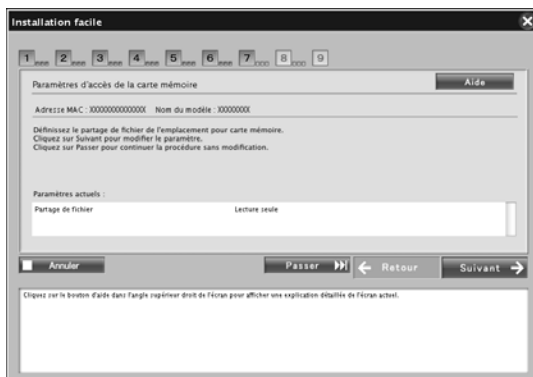 Installation facile
1 2 3 4 5 6 7 8 9
Paramètres d'accès de la carte mémoire
Aide
Adresse MAC : XXXXXXXXXXXXXX Nom du modèle : XXXXXXXX
Définissez le partage de fichier de l'emplacement pour carte mémoire.
Cliquez sur Suivant pour modifier le paramètre.
Cliquez sur Passer pour continuer la procédure sans modification.
Paramètres actuels :
Partage de fichier Lecture seule
Annuler Passer Retour Suivant
Cliquez sur le bouton d'aide dans l'angle supérieur droit de l'écran pour afficher une explication détaillée de l'écran actuel.